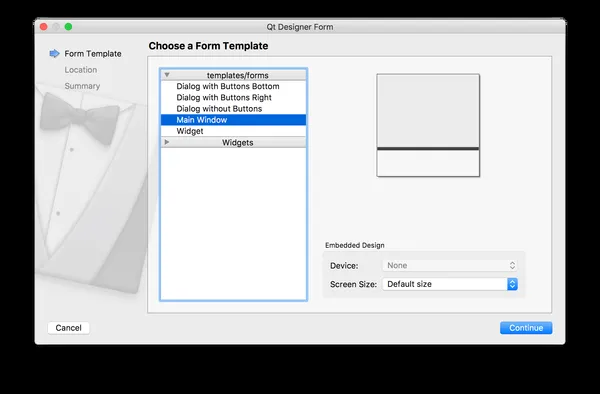 Qt Designer Form
Form Template
Location
Summary
Choose a Form Template
templates/forms
Dialog with Buttons Bottom
Dialog with Buttons Right
Dialog without Buttons
Main Window
Widget
Widgets
Embedded Design
Device: None
Screen Size: Default size
Cancel
Continue